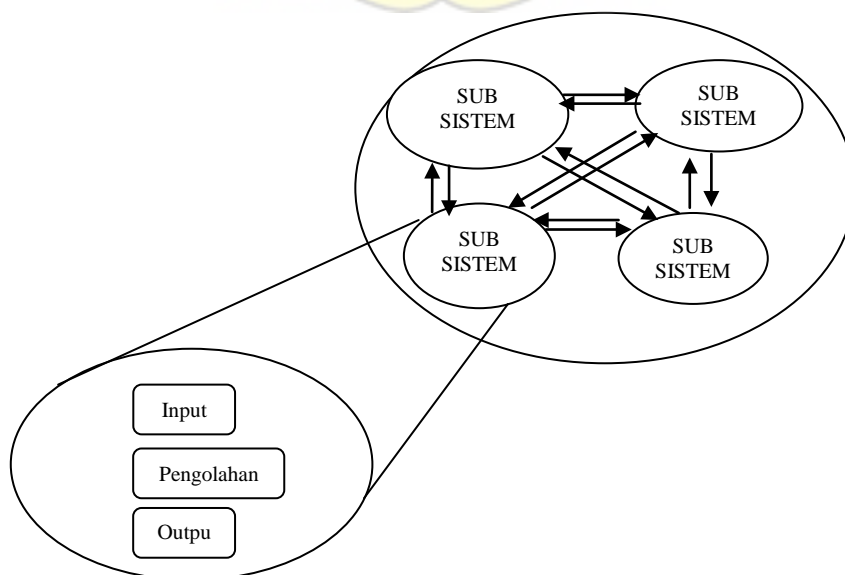 SUB
SISTEM
SUB
SISTEM
SUB
SISTEM
SUB
SISTEM
Input
Pengolahan
Outpu